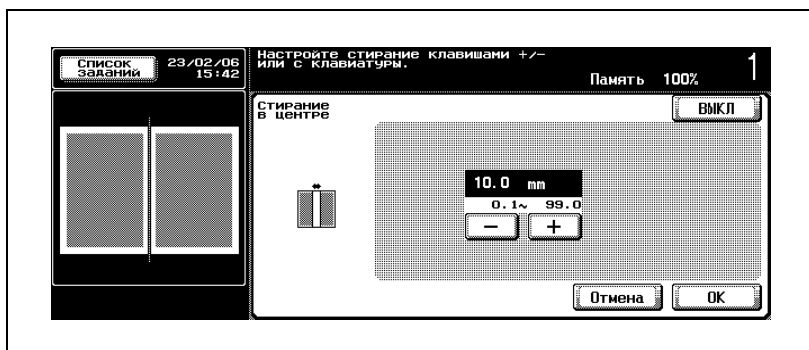 Список
заданий
23/02/06
15:42
Настройте стирание клавишами +/-
или с клавиатуры.
Память 100%
1
Стирание
в центре
ВЫКЛ
10.0 mm
0.1~ 99.0
− +
Отмена
OK